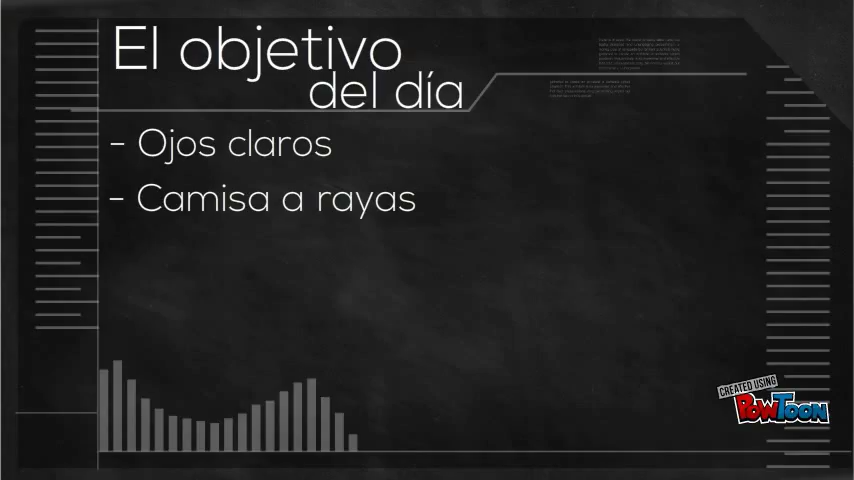 El objetivo
del día
- Ojos claros
- Camisa a rayas
CREATED USING
POWTOON